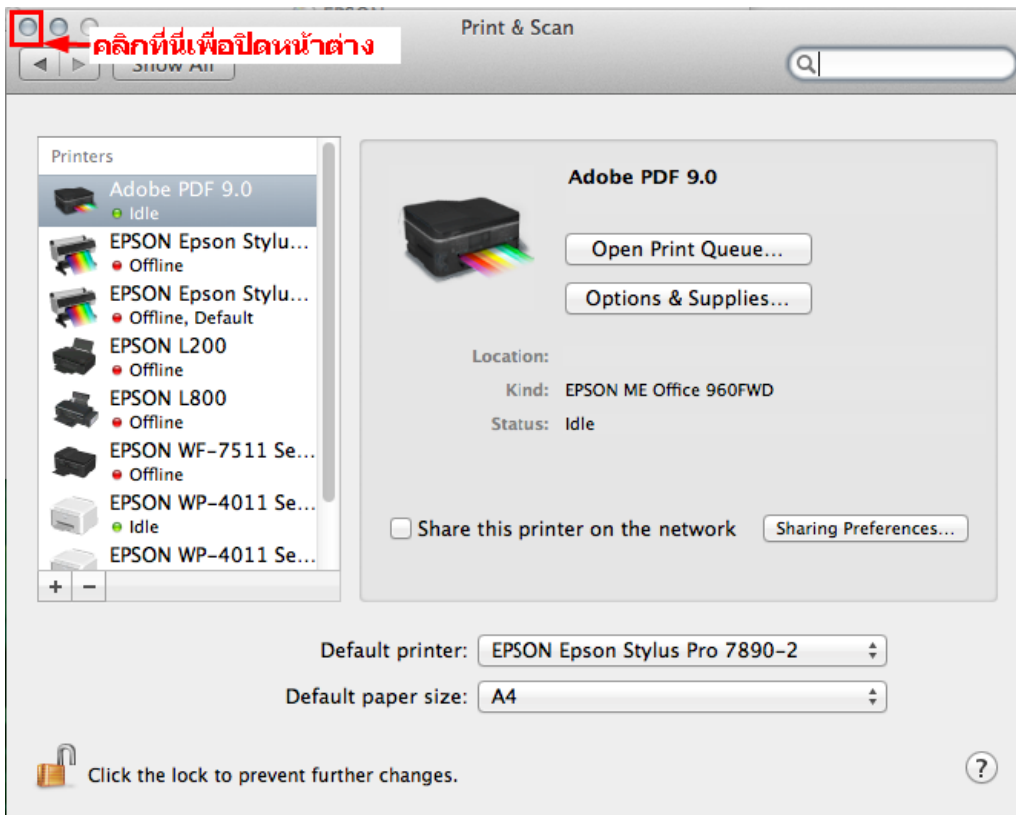 Print & Scan
คลิกที่นี่เพื่อปิดหน้าต่าง
Show All
Printers
Adobe PDF 9.0
Idle
EPSON Epson Stylu...
Offline
EPSON Epson Stylu...
Offline, Default
EPSON L200
Offline
EPSON L800
Offline
EPSON WF-7511 Se...
Offline
EPSON WP-4011 Se...
Idle
EPSON WP-4011 Se...
+ −
Adobe PDF 9.0
Open Print Queue...
Options & Supplies...
Location:
Kind: EPSON ME Office 960FWD
Status: Idle
Share this printer on the network Sharing Preferences...
Default printer: EPSON Epson Stylus Pro 7890-2
Default paper size: A4
Click the lock to prevent further changes.
?